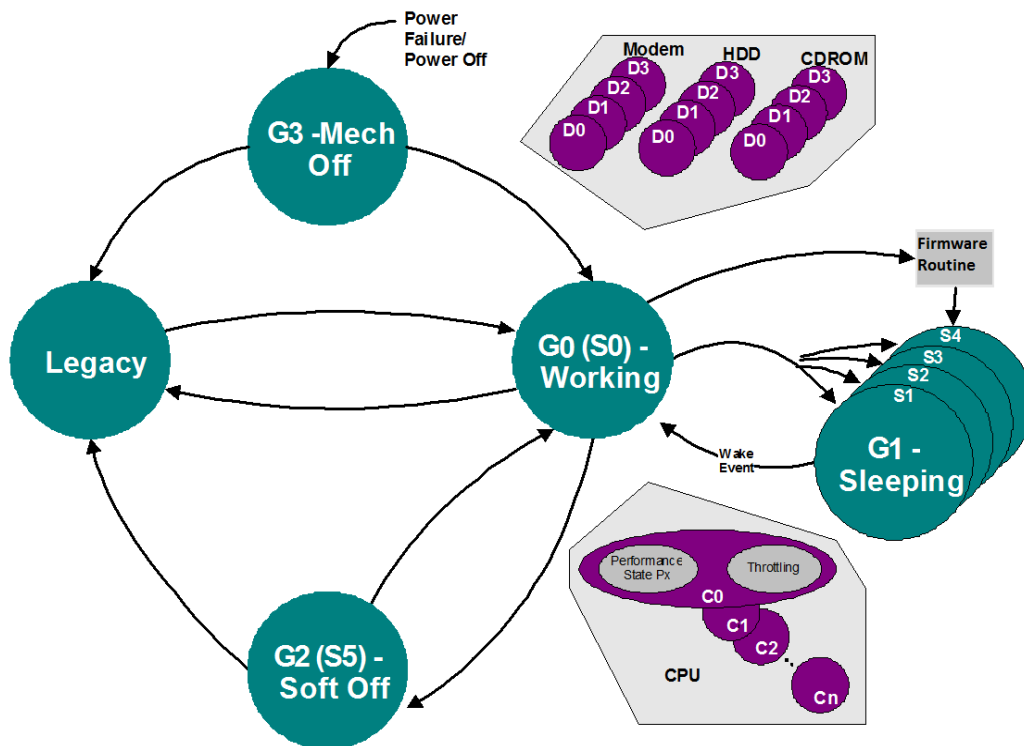 Power
Failure/
Power Off
G3 -Mech
Off
Modem
HDD
CDROM
D3
D2
D1
D0
D3
D2
D1
D0
D3
D2
D1
D0
Firmware
Routine
Legacy
G0 (S0) -
Working
S4
S3
S2
S1
G1 -
Sleeping
Wake
Event
Performance
State Px
Throttling
C0
C1
C2
CPU
Cn
G2 (S5) -
Soft Off